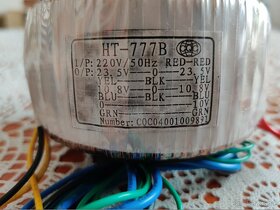 HT-777B
I/P: 220V/50Hz RED-RED
O/P: 23.5V—0—23.5V
YEL—BLK—YEL
10.8V—0—10.8V
BLU—BLK—BLU
0——10V
GRN——GRN
Number: C0C0400100987